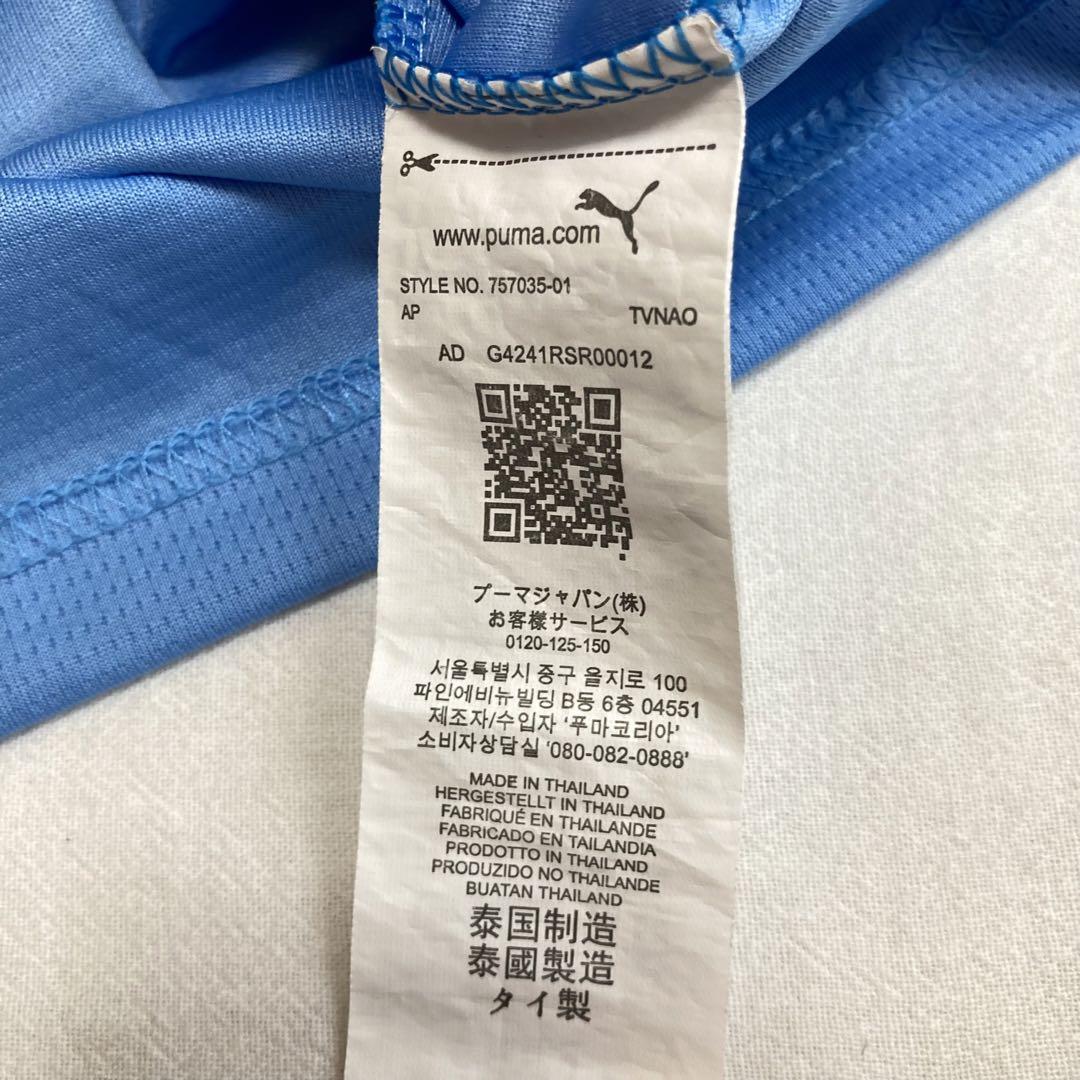 www.puma.com
STYLE NO. 757035-01
AP TVNAO
AD G4241RSR00012
プーマジャパン(株)
お客様サービス
0120-125-150
서울특별시 중구 을지로 100
파인에비뉴빌딩 B동 6층 04551
제조자/수입자 '푸마코리아'
소비자상담실 '080-082-0888'
MADE IN THAILAND
HERGESTELLT IN THAILAND
FABRIQUÉ EN THAILANDE
FABRICADO EN TAILANDIA
PRODOTTO IN THAILAND
PRODUZIDO NO THAILANDE
BUATAN THAILAND
泰国制造
泰國製造
タイ製